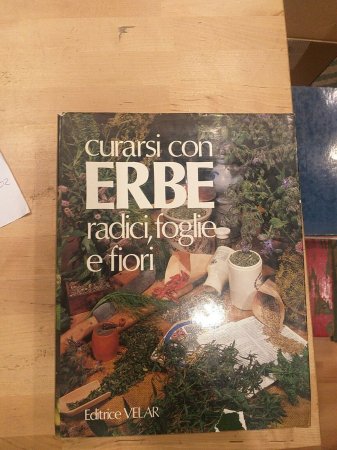 curarsi con
ERBE
radici, foglie
e fiori
Editrice VELAR